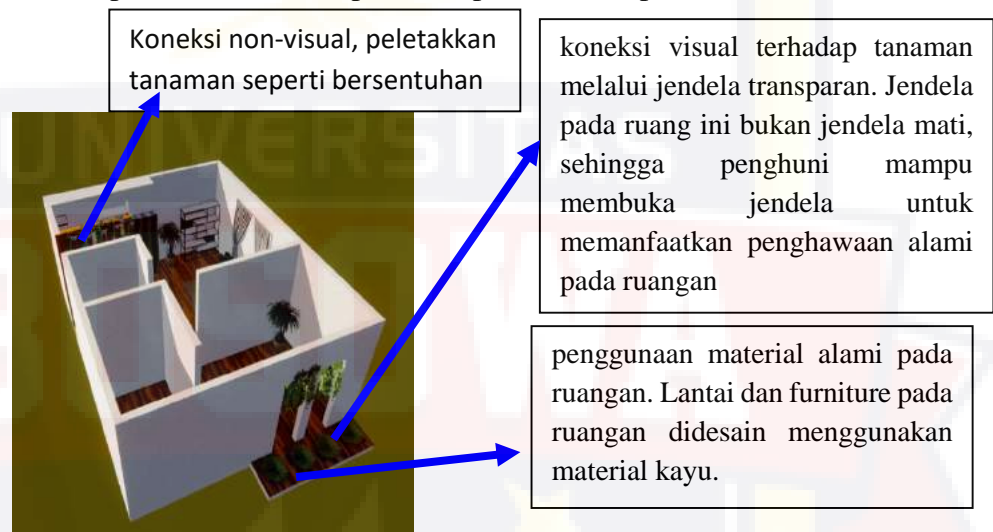 Koneksi non-visual, peletakkan
tanaman seperti bersentuhan
koneksi visual terhadap tanaman
melalui jendela transparan. Jendela
pada ruang ini bukan jendela mati,
sehingga penghuni mampu
membuka jendela untuk
memanfaatkan penghawaan alami
pada ruangan
penggunaan material alami pada
ruangan. Lantai dan furniture pada
ruangan didesain menggunakan
material kayu.
UNIVERSITAS
BOSOWA